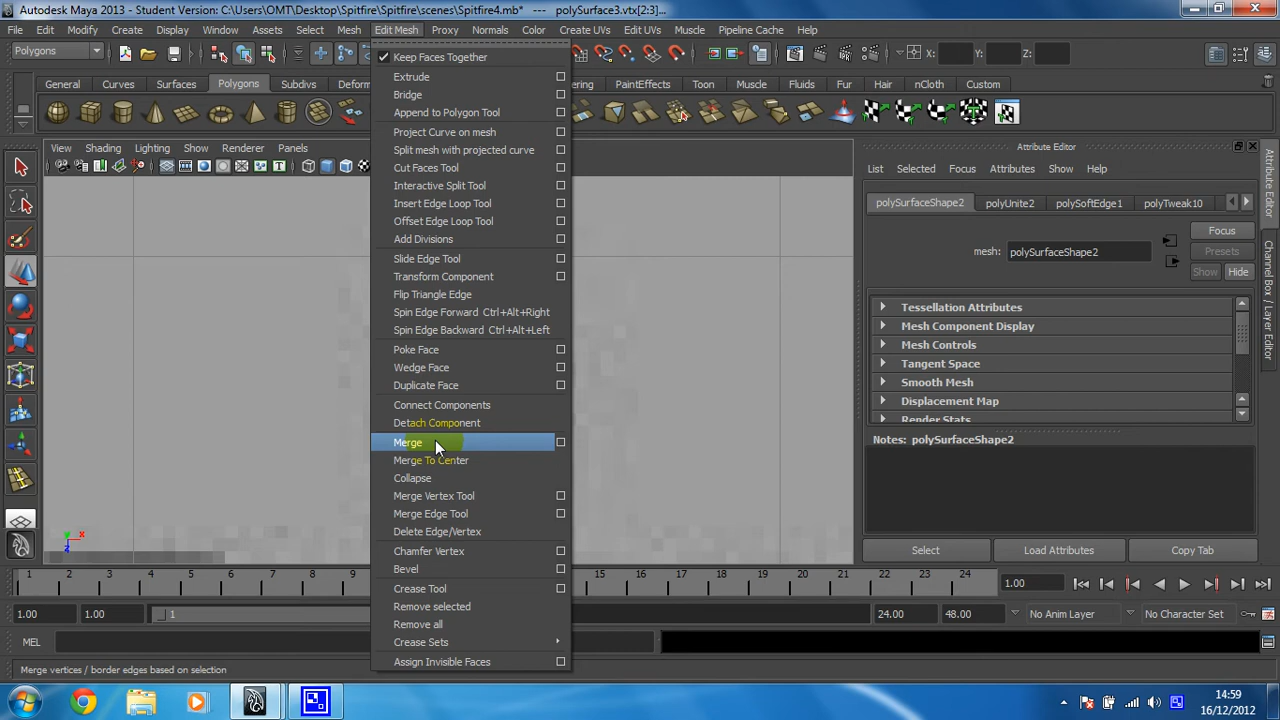 Autodesk Maya 2013 - Student Version: C:\Users\OMT\Desktop\Spitfire\Spitfire\scenes\Spitfire4.mb* --- polySurface3.vtx[2:3]...
File Edit Modify Create Display Window Assets Select Mesh Edit Mesh Proxy Normals Color Create UVs Edit UVs Muscle Pipeline Cache Help
Polygons X: Y: Z:
General Curves Surfaces Polygons Subdivs Deform ering PaintEffects Toon Muscle Fluids Fur Hair nCloth Custom
View Shading Lighting Show Renderer Panels
Keep Faces Together
Extrude
Bridge
Append to Polygon Tool
Project Curve on mesh
Split mesh with projected curve
Cut Faces Tool
Interactive Split Tool
Insert Edge Loop Tool
Offset Edge Loop Tool
Add Divisions
Slide Edge Tool
Transform Component
Flip Triangle Edge
Spin Edge Forward Ctrl+Alt+Right
Spin Edge Backward Ctrl+Alt+Left
Poke Face
Wedge Face
Duplicate Face
Connect Components
Detach Component
Merge
Merge To Center
Collapse
Merge Vertex Tool
Merge Edge Tool
Delete Edge/Vertex
Chamfer Vertex
Bevel
Crease Tool
Remove selected
Remove all
Crease Sets
Assign Invisible Faces
Attribute Editor
List Selected Focus Attributes Show Help
polySurfaceShape2 polyUnite2 polySoftEdge1 polyTweak10
Focus
mesh: polySurfaceShape2
Presets
Show Hide
Tessellation Attributes
Mesh Component Display
Mesh Controls
Tangent Space
Smooth Mesh
Displacement Map
Render Stats
Notes: polySurfaceShape2
Select Load Attributes Copy Tab
Attribute Editor
Channel Box / Layer Editor
y x z
1 2 3 4 5 6 7 8 9 15 16 17 18 19 20 21 22 23 24 1.00
1.00 1.00 1 24.00 48.00 No Anim Layer No Character Set
MEL
Merge vertices / border edges based on selection
14:59
16/12/2012